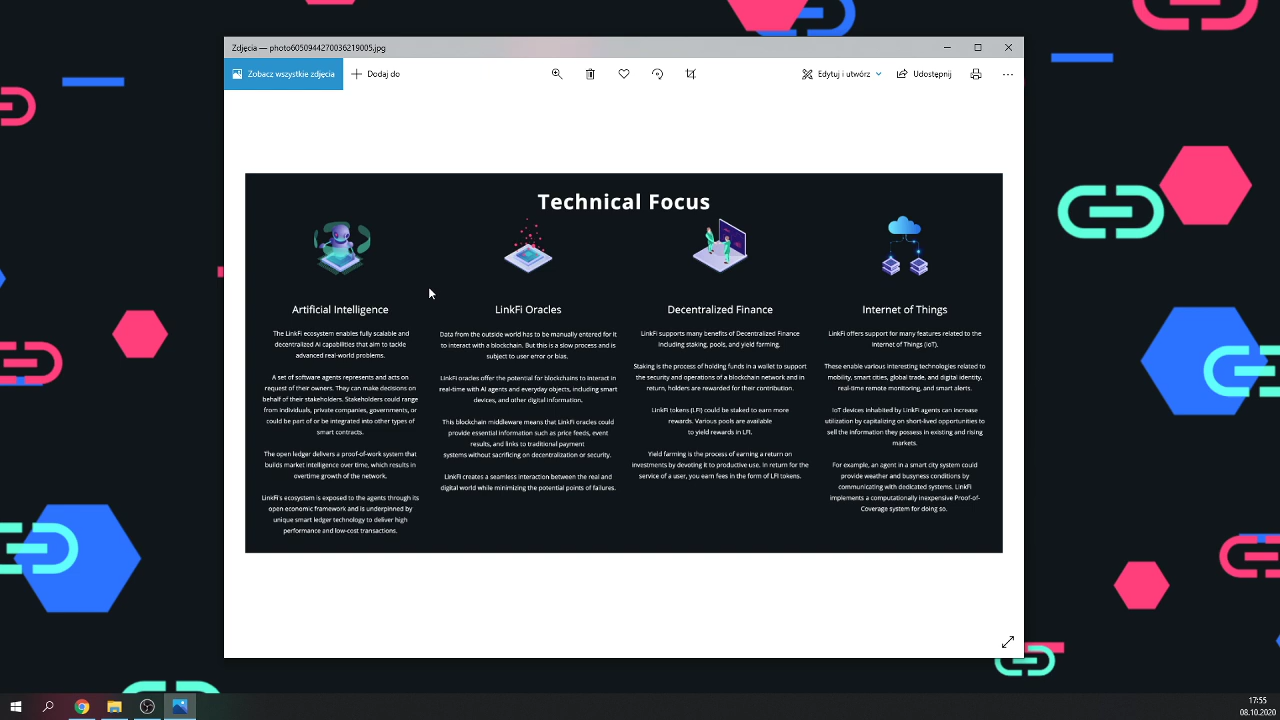 Zdjęcia — photo6050944270036219005.jpg
Zobacz wszystkie zdjęcia
Dodaj do
Edytuj i utwórz
Udostępnij
Technical Focus
Artificial Intelligence
The LinkFi ecosystem enables fully scalable and
decentralized AI capabilities that aim to tackle
advanced real-world problems.
A set of software agents represents and acts on
request of their owners. They can make decisions on
behalf of their stakeholders. Stakeholders could range
from individuals, private companies, governments, or
could be part of or be integrated into other types of
smart contracts.
The open ledger delivers a proof-of-work system that
builds market intelligence over time, which results in
overtime growth of the network.
LinkFi's ecosystem is exposed to the agents through its
open economic framework and is underpinned by
unique smart ledger technology to deliver high
performance and low-cost transactions.
LinkFi Oracles
Data from the outside world has to be manually entered for it
to interact with a blockchain. But this is a slow process and is
subject to user error or bias.
LinkFi oracles offer the potential for blockchains to interact in
real-time with AI agents and everyday objects, including smart
devices, and other digital information.
This blockchain middleware means that LinkFi oracles could
provide essential information such as price feeds, event
results, and links to traditional payment
systems without sacrificing on decentralization or security.
LinkFi creates a seamless interaction between the real and
digital world while minimizing the potential points of failures.
Decentralized Finance
LinkFi supports many benefits of Decentralized Finance
including staking, pools, and yield farming.
Staking is the process of holding funds in a wallet to support
the security and operations of a blockchain network and in
return, holders are rewarded for their contribution.
LinkFi tokens (LFI) could be staked to earn more
rewards. Various pools are available
to yield rewards in LFI.
Yield farming is the process of earning a return on
investments by devoting it to productive use. In return for the
service of a user, you earn fees in the form of LFI tokens.
Internet of Things
LinkFi offers support for many features related to the
Internet of Things (IoT).
These enable various interesting technologies related to
mobility, smart cities, global trade, and digital identity,
real-time remote monitoring, and smart alerts.
IoT devices inhabited by LinkFi agents can increase
utilization by capitalizing on short-lived opportunities to
sell the information they possess in existing and rising
markets.
For example, an agent in a smart city system could
provide weather and busyness conditions by
communicating with dedicated systems. LinkFi
implements a computationally inexpensive Proof-of-
Coverage system for doing so.
17:55
08.10.2020